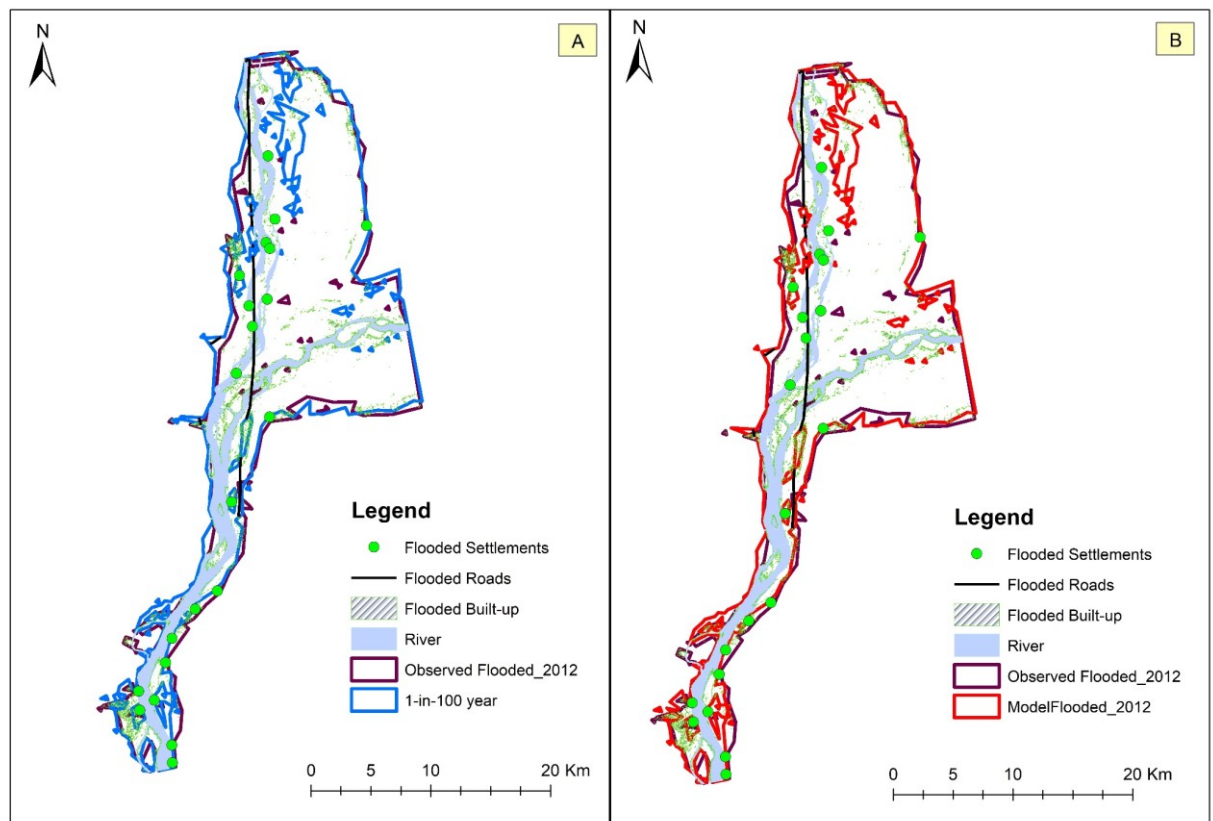 N
A
Legend
Flooded Settlements
Flooded Roads
Flooded Built-up
River
Observed Flooded_2012
1-in-100 year
0 5 10 20 Km
N
B
Legend
Flooded Settlements
Flooded Roads
Flooded Built-up
River
Observed Flooded_2012
ModelFlooded_2012
0 5 10 20 Km